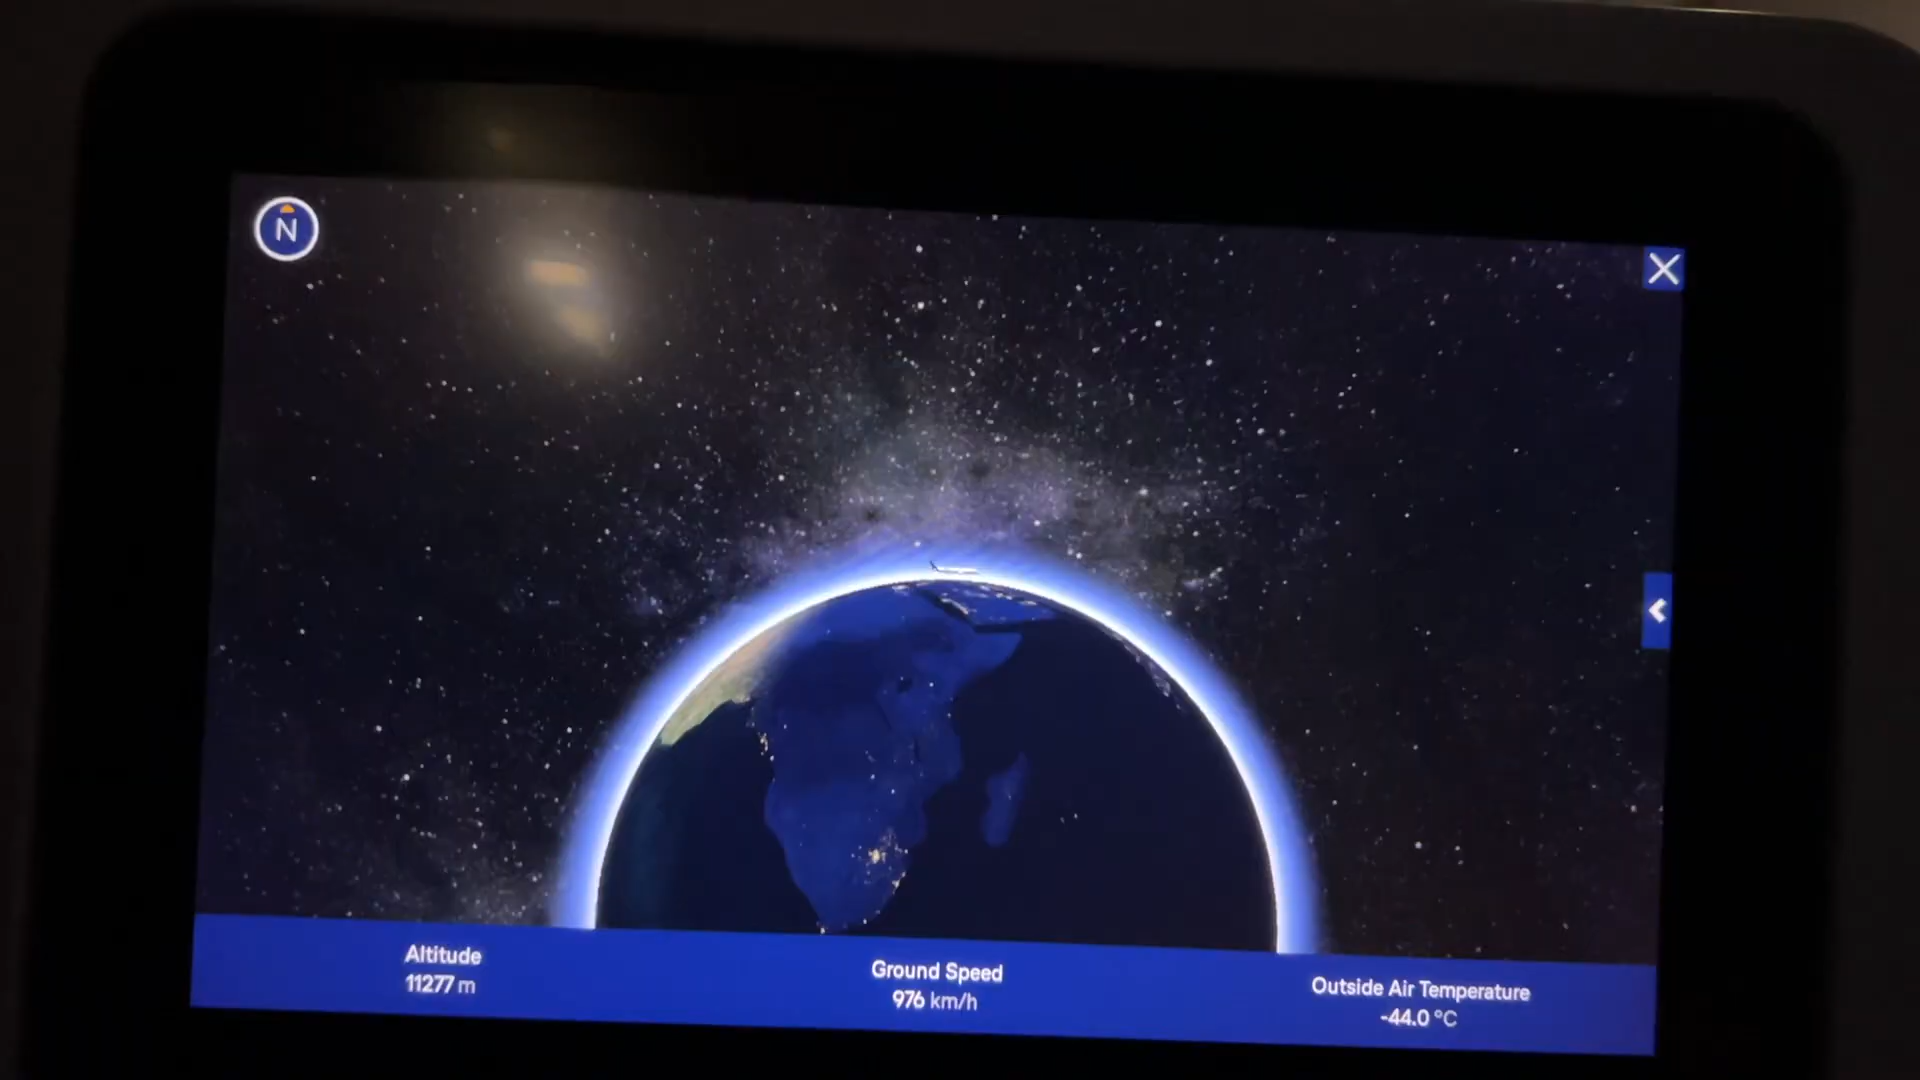 N
Altitude
11277 m
Ground Speed
976 km/h
Outside Air Temperature
-44.0 °C